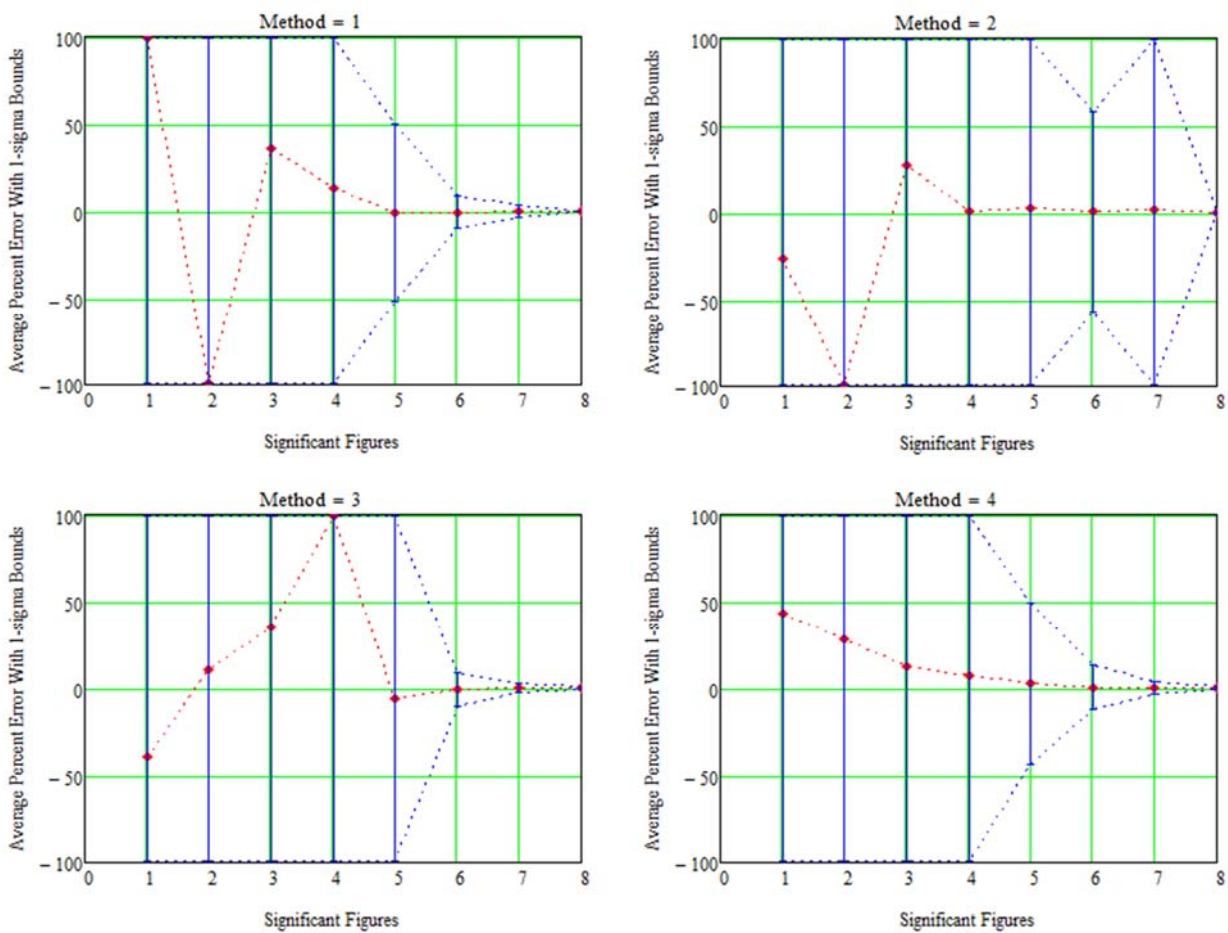 Method = 1
Average Percent Error With 1-sigma Bounds
100
50
0
− 50
− 100
0 1 2 3 4 5 6 7 8
Significant Figures
Method = 2
Average Percent Error With 1-sigma Bounds
100
50
0
− 50
− 100
0 1 2 3 4 5 6 7 8
Significant Figures
Method = 3
Average Percent Error With 1-sigma Bounds
100
50
0
− 50
− 100
0 1 2 3 4 5 6 7 8
Significant Figures
Method = 4
Average Percent Error With 1-sigma Bounds
100
50
0
− 50
− 100
0 1 2 3 4 5 6 7 8
Significant Figures